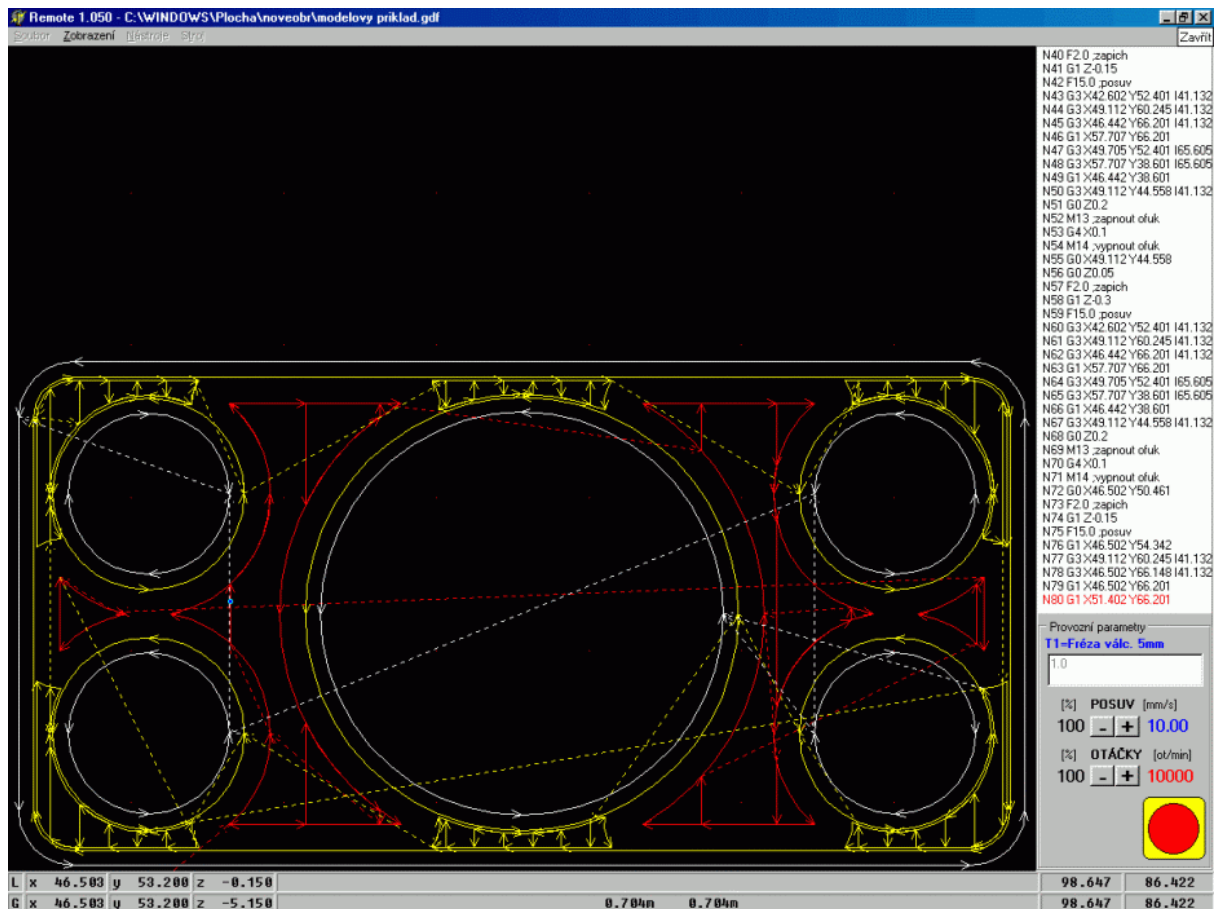 Remote 1.050 - C:\WINDOWS\Plocha\noveobr\modelovy priklad.gdf
Soubor Zobrazení Nástroje Stroj
Zavřít
N40 F2.0 ;zapich
N41 G1 Z-0.15
N42 F15.0 ;posuv
N43 G3 X42.602 Y52.401 I41.132
N44 G3 X49.112 Y60.245 I41.132
N45 G3 X46.442 Y66.201 I41.132
N46 G1 X57.707 Y66.201
N47 G3 X49.705 Y52.401 I65.605
N48 G3 X57.707 Y38.601 I65.605
N49 G1 X46.442 Y38.601
N50 G3 X49.112 Y44.558 I41.132
N51 G0 Z0.2
N52 M13 ;zapnout ofuk
N53 G4 X0.1
N54 M14 ;vypnout ofuk
N55 G0 X49.112 Y44.558
N56 G0 Z0.05
N57 F2.0 ;zapich
N58 G1 Z-0.3
N59 F15.0 ;posuv
N60 G3 X42.602 Y52.401 I41.132
N61 G3 X49.112 Y60.245 I41.132
N62 G3 X46.442 Y66.201 I41.132
N63 G1 X57.707 Y66.201
N64 G3 X49.705 Y52.401 I65.605
N65 G3 X57.707 Y38.601 I65.605
N66 G1 X46.442 Y38.601
N67 G3 X49.112 Y44.558 I41.132
N68 G0 Z0.2
N69 M13 ;zapnout ofuk
N70 G4 X0.1
N71 M14 ;vypnout ofuk
N72 G0 X46.502 Y50.461
N73 F2.0 ;zapich
N74 G1 Z-0.15
N75 F15.0 ;posuv
N76 G1 X46.502 Y54.342
N77 G3 X49.112 Y60.245 I41.132
N78 G3 X46.502 Y66.148 I41.132
N79 G1 X46.502 Y66.201
N80 G1 X51.402 Y66.201
Provozní parametry
T1=Fréza válc. 5mm
1.0
[%] POSUV [mm/s]
100 - + 10.00
[%] OTÁČKY [ot/min]
100 - + 10000
L x 46.503 y 53.200 z -0.150 98.647 86.422
G x 46.503 y 53.200 z -5.150 0.704m 0.704m 98.647 86.422